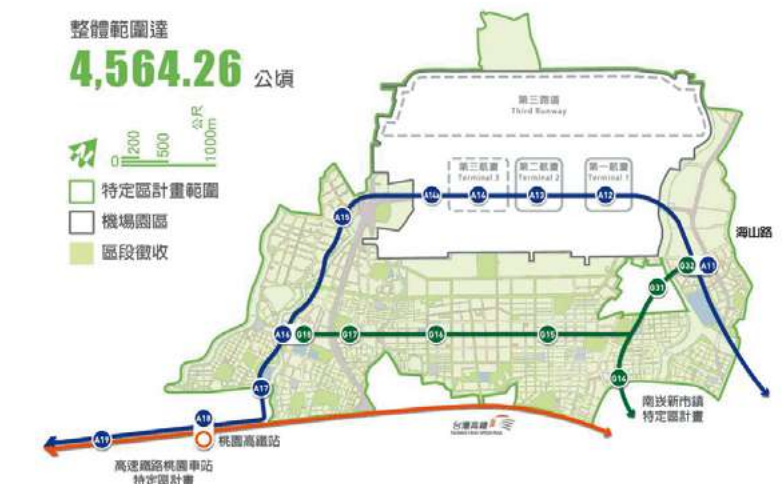 整體範圍達
4,564.26 公頃
0 200 500 1000m 公尺
北
特定區計畫範圍
機場園區
區段徵收
第三跑道
Third Runway
第三航廈
Terminal 3
第二航廈
Terminal 2
第一航廈
Terminal 1
A14a
A14
A13
A12
A15
海山路
G32
A11
G31
A16
G18
G17
G16
G15
G14
A17
南崁新市鎮
特定區計畫
A18
A19
桃園高鐵站
台灣高鐵
高速鐵路桃園車站
特定區計畫